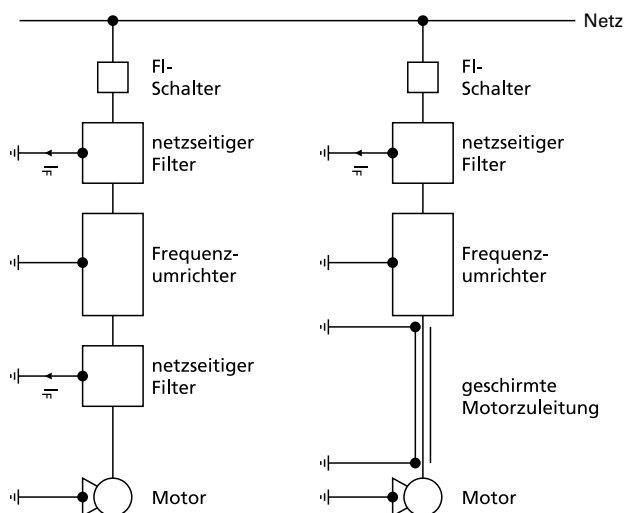 Netz
FI-
Schalter
FI-
Schalter
netzseitiger
Filter
netzseitiger
Filter
Frequenz-
umrichter
Frequenz-
umrichter
netzseitiger
Filter
geschirmte
Motorzuleitung
Motor
Motor